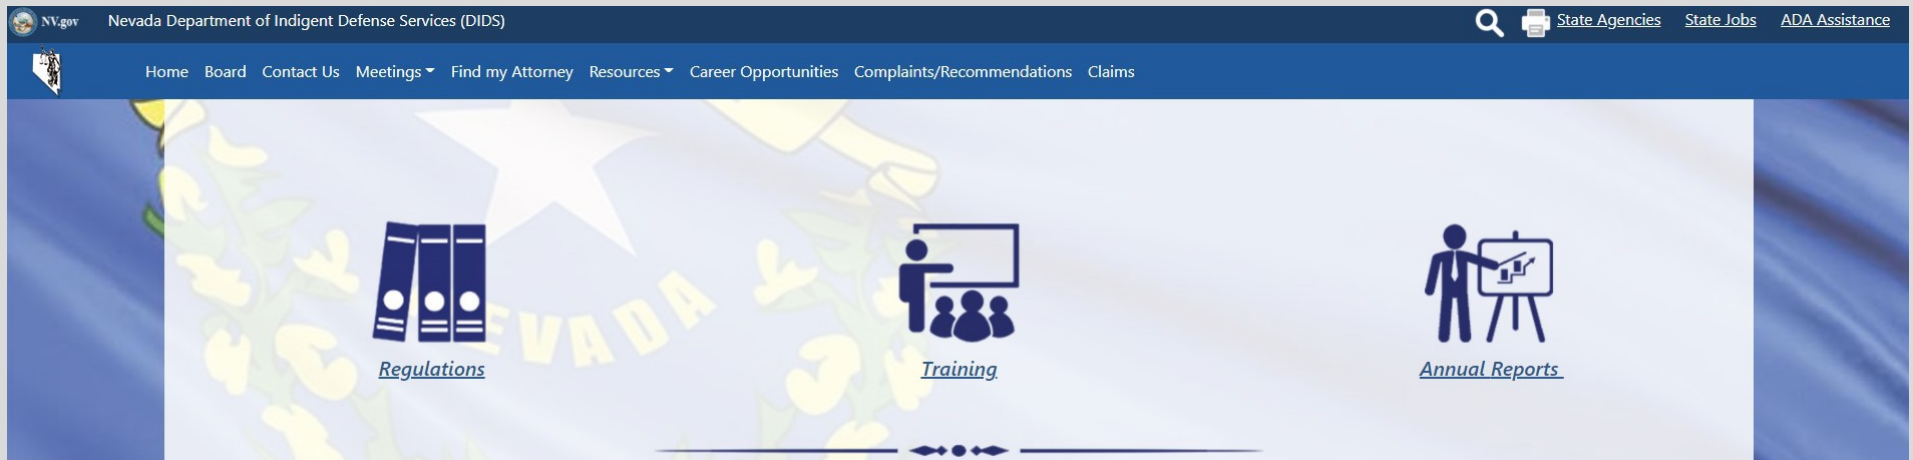 NV.gov Nevada Department of Indigent Defense Services (DIDS) State Agencies State Jobs ADA Assistance
Home Board Contact Us Meetings Find my Attorney Resources Career Opportunities Complaints/Recommendations Claims
NEVADA
Regulations Training Annual Reports